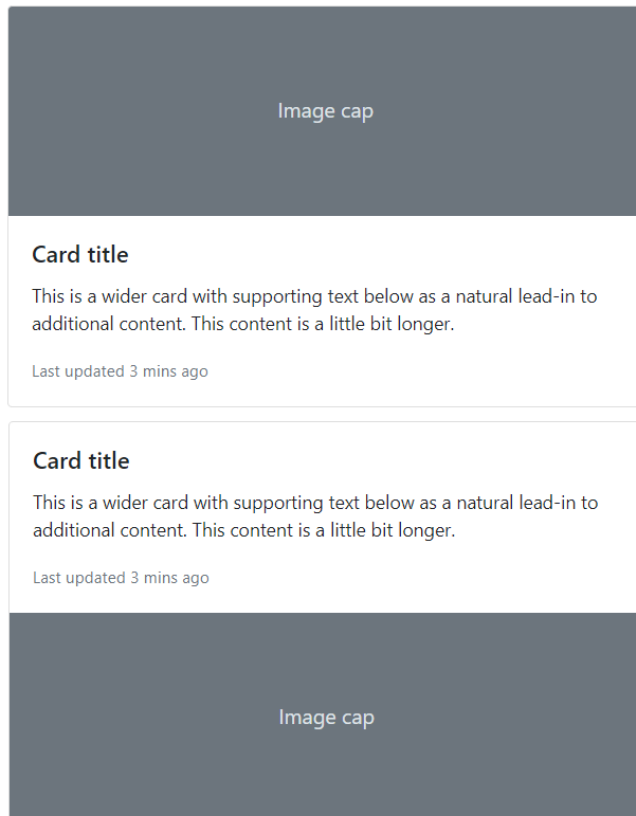 Image cap
Card title
This is a wider card with supporting text below as a natural lead-in to
additional content. This content is a little bit longer.
Last updated 3 mins ago
Card title
This is a wider card with supporting text below as a natural lead-in to
additional content. This content is a little bit longer.
Last updated 3 mins ago
Image cap